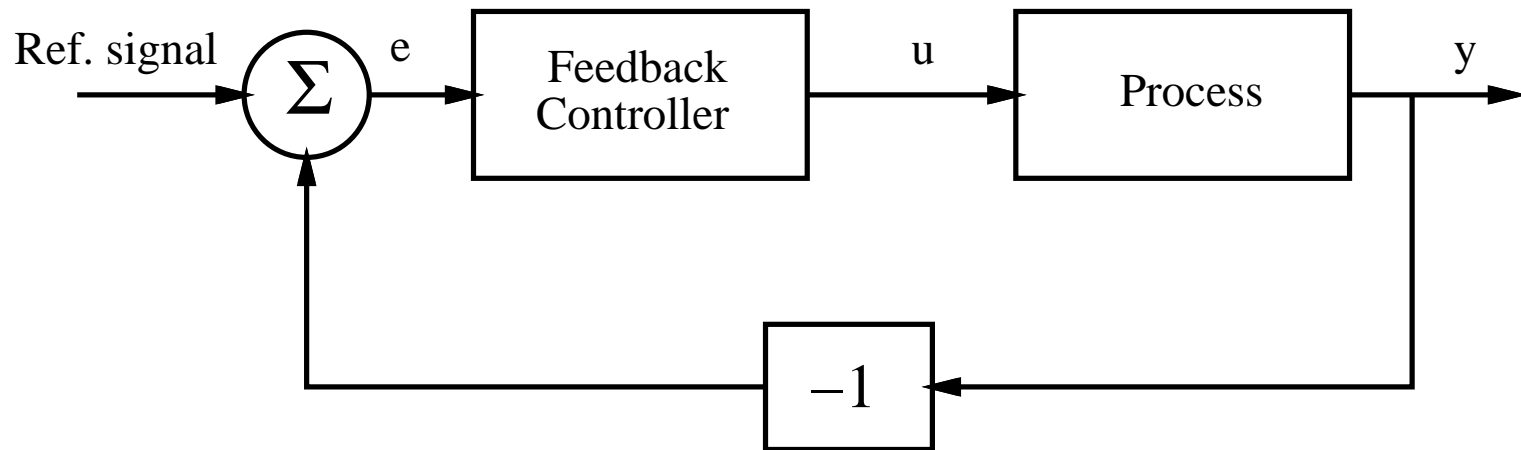 Ref. signal
Σ
e
Feedback
Controller
u
Process
y
−1